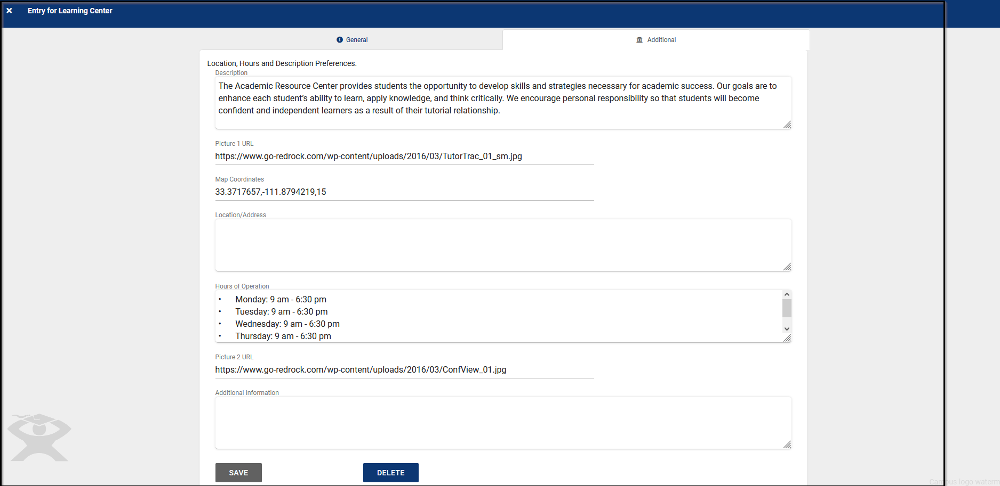 Entry for Learning Center
General
Additional
Location, Hours and Description Preferences.
Description
The Academic Resource Center provides students the opportunity to develop skills and strategies necessary for academic success. Our goals are to
enhance each student’s ability to learn, apply knowledge, and think critically. We encourage personal responsibility so that students will become
confident and independent learners as a result of their tutorial relationship.
Picture 1 URL
https://www.go-redrock.com/wp-content/uploads/2016/03/TutorTrac_01_sm.jpg
Map Coordinates
33.3717657,-111.8794219,15
Location/Address
Hours of Operation
• Monday: 9 am - 6:30 pm
• Tuesday: 9 am - 6:30 pm
• Wednesday: 9 am - 6:30 pm
• Thursday: 9 am - 6:30 pm
Picture 2 URL
https://www.go-redrock.com/wp-content/uploads/2016/03/ConfView_01.jpg
Additional Information
SAVE
DELETE
Campus logo waterm